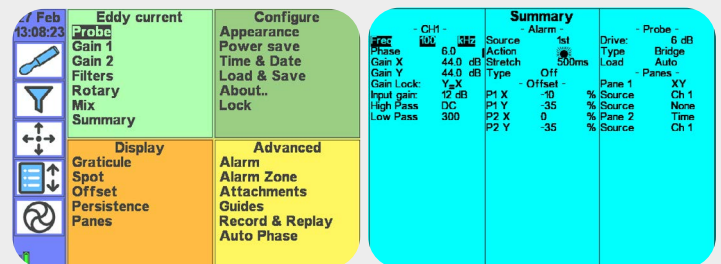 7 Feb
13:08:23
Eddy current
Probe
Gain 1
Gain 2
Filters
Rotary
Mix
Summary
Configure
Appearance
Power save
Time & Date
Load & Save
About..
Lock
Display
Graticule
Spot
Offset
Persistence
Panes
Advanced
Alarm
Alarm Zone
Attachments
Guides
Record & Replay
Auto Phase
Summary
- CH1 -
Freq 100 kHz
Phase 6.0
Gain X 44.0 dB
Gain Y 44.0 dB
Gain Lock: Y=X
Input gain: 12 dB
High Pass DC
Low Pass 300
- Alarm -
Source 1st
Action
Stretch 500ms
Type Off
- Offset -
P1 X -10 %
P1 Y -35 %
P2 X 0 %
P2 Y -35 %
- Probe -
Drive: 6 dB
Type Bridge
Load Auto
- Panes -
Pane 1 XY
Source Ch 1
Source None
Pane 2 Time
Source Ch 1